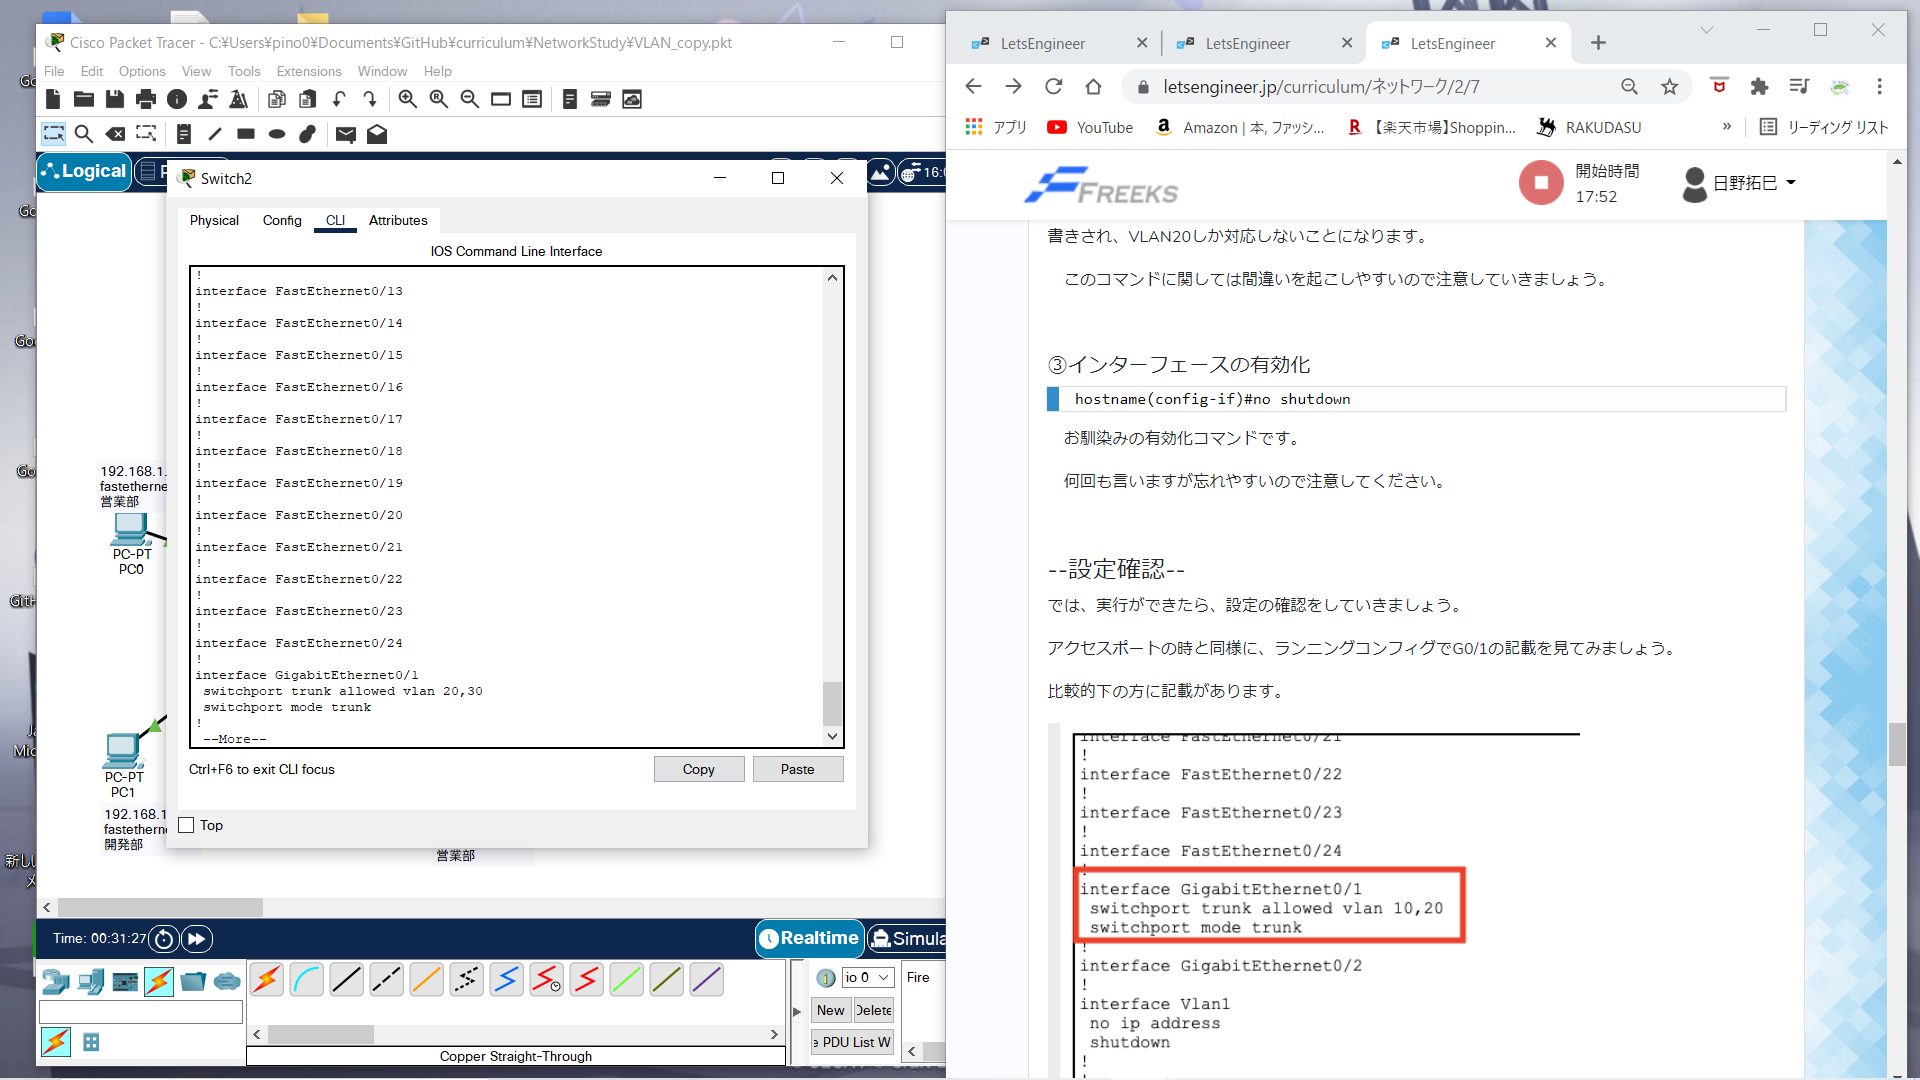 Cisco Packet Tracer - C:¥Users¥pino0¥Documents¥GitHub¥curriculum¥NetworkStudy¥VLAN_copy.pkt
File Edit Options View Tools Extensions Window Help
Logical
16:0
Switch2
Physical Config CLI Attributes
IOS Command Line Interface
!
interface FastEthernet0/13
!
interface FastEthernet0/14
!
interface FastEthernet0/15
!
interface FastEthernet0/16
!
interface FastEthernet0/17
!
interface FastEthernet0/18
!
interface FastEthernet0/19
!
interface FastEthernet0/20
!
interface FastEthernet0/21
!
interface FastEthernet0/22
!
interface FastEthernet0/23
!
interface FastEthernet0/24
!
interface GigabitEthernet0/1
switchport trunk allowed vlan 20,30
switchport mode trunk
!
--More--
Ctrl+F6 to exit CLI focus
Copy
Paste
Top
192.168.1.
fastetherne
営業部
PC-PT
PC0
PC-PT
PC1
192.168.1
fastetherne
開発部
営業部
Time: 00:31:27
Realtime
Simula
io 0
Fire
New
Delete
e PDU List W
Copper Straight-Through
LetsEngineer
LetsEngineer
LetsEngineer
letsengineer.jp/curriculum/ネットワーク/2/7
アプリ
YouTube
Amazon | 本, ファッシ...
【楽天市場】Shoppin...
RAKUDASU
»
リーディング リスト
FREEKS
開始時間
17:52
日野拓巳
書きされ、VLAN20しか対応しないことになります。
このコマンドに関しては間違いを起こしやすいので注意していきましょう。
③インターフェースの有効化
hostname(config-if)#no shutdown
お馴染みの有効化コマンドです。
何回も言いますが忘れやすいので注意してください。
--設定確認--
では、実行ができたら、設定の確認をしていきましょう。
アクセスポートの時と同様に、ランニングコンフィグでG0/1の記載を見てみましょう。
比較的下の方に記載があります。
interface FastEthernet0/21
!
interface FastEthernet0/22
!
interface FastEthernet0/23
!
interface FastEthernet0/24
!
interface GigabitEthernet0/1
switchport trunk allowed vlan 10,20
switchport mode trunk
!
interface GigabitEthernet0/2
!
interface Vlan1
no ip address
shutdown
!